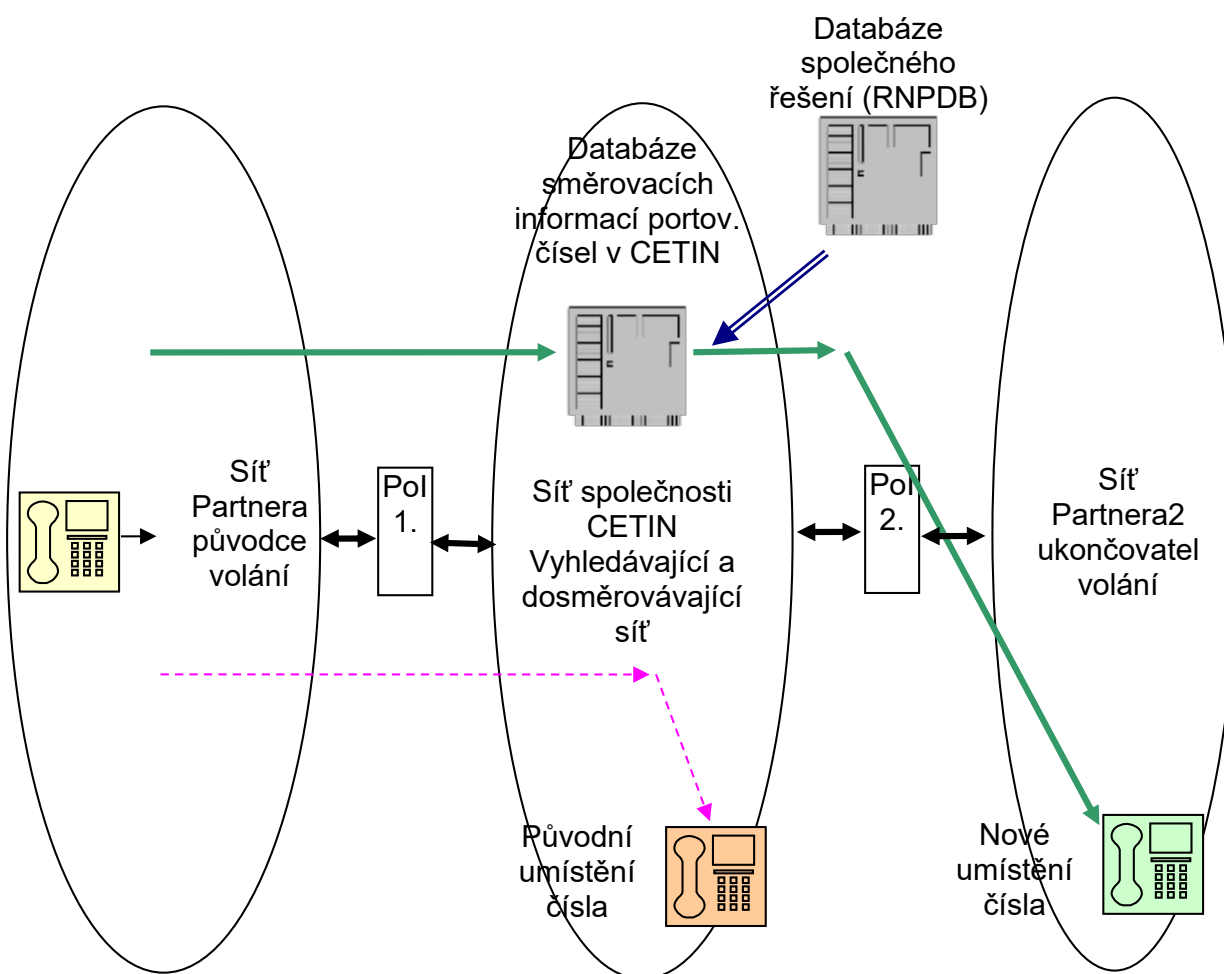 Databáze
společného
řešení (RNPDB)
Databáze
směrovacích
informací portov.
čísel v CETIN
Síť
Partnera
původce
volání
PoI
1.
Síť společnosti
CETIN
Vyhledávající a
dosměrovávající
síť
PoI
2.
Síť
Partnera2
ukončovatel
volání
Původní
umístění
čísla
Nové
umístění
čísla